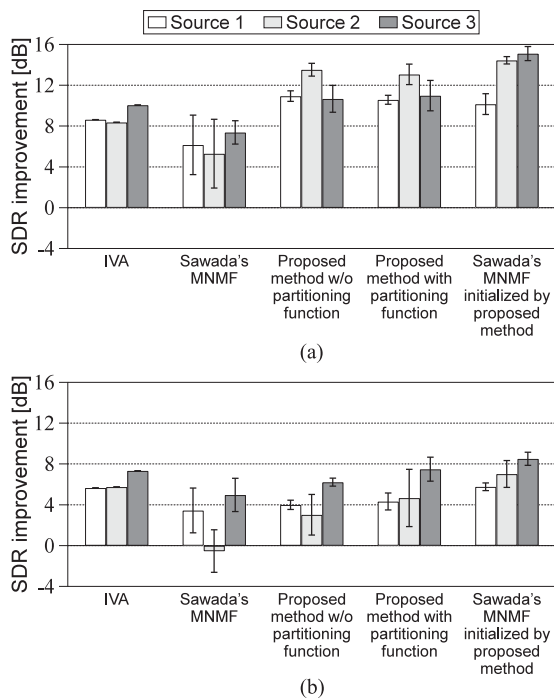 Source 1 Source 2 Source 3
SDR improvement [dB]
16
12
8
4
0
-4
IVA
Sawada's
MNMF
Proposed
method w/o
partitioning
function
Proposed
method with
partitioning
function
Sawada's
MNMF
initialized by
proposed
method
(a)
SDR improvement [dB]
16
12
8
4
0
-4
IVA
Sawada's
MNMF
Proposed
method w/o
partitioning
function
Proposed
method with
partitioning
function
Sawada's
MNMF
initialized by
proposed
method
(b)